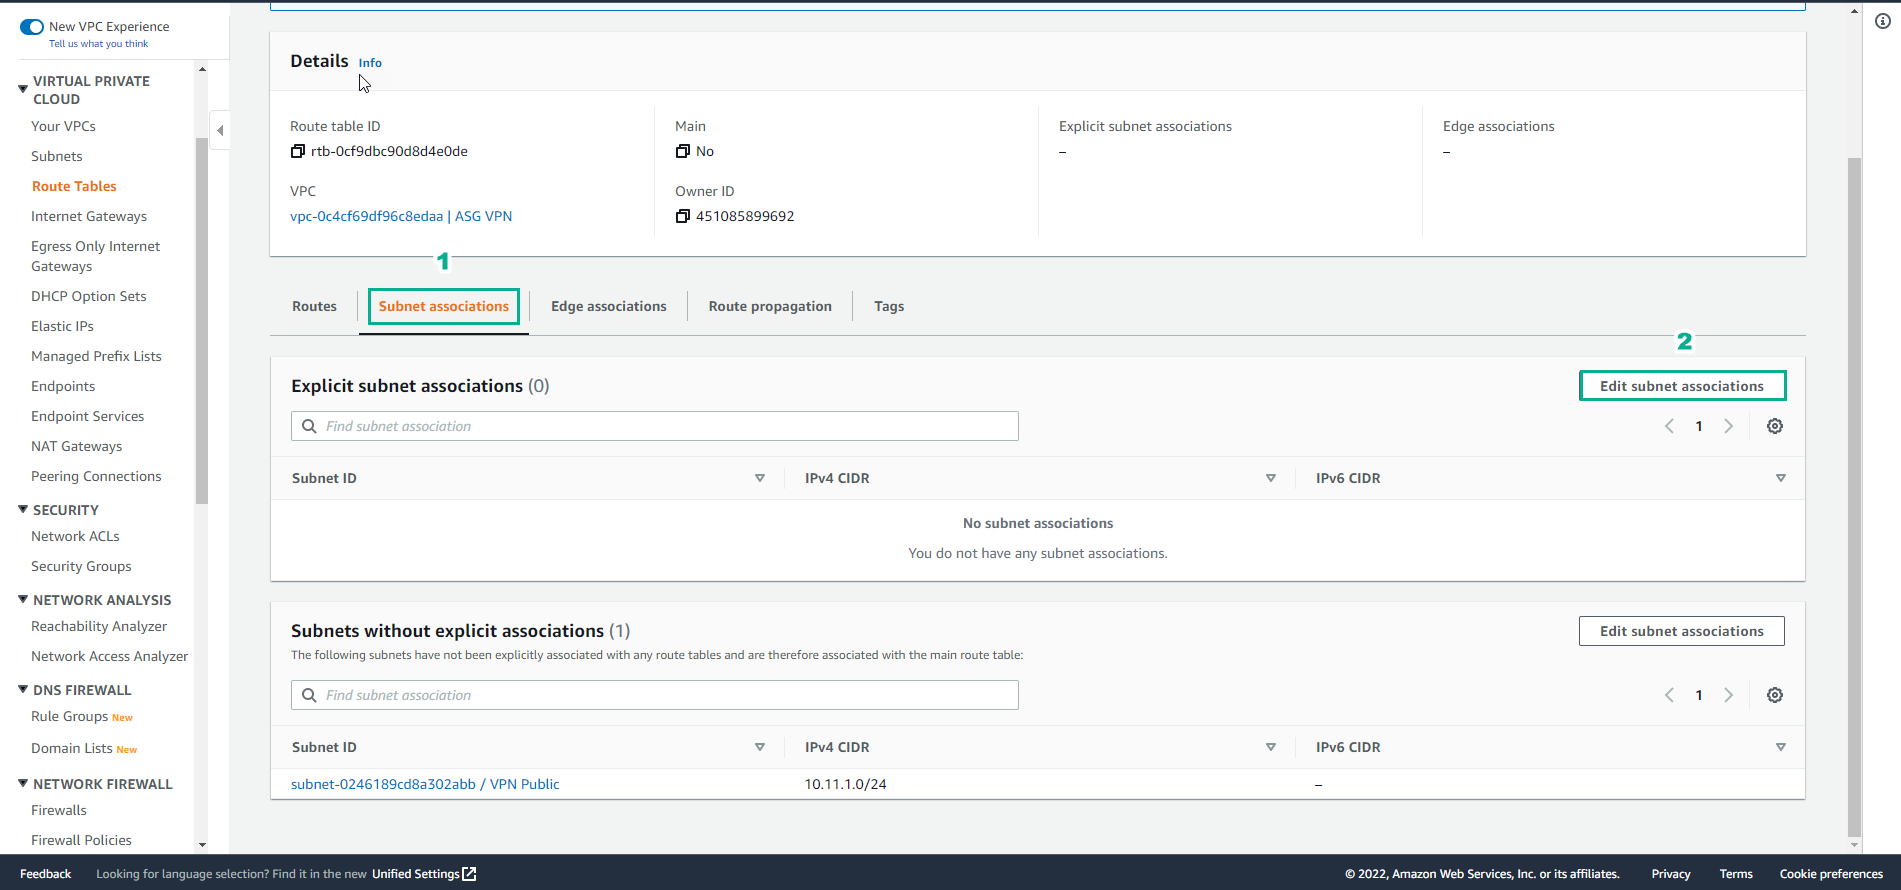 New VPC Experience
Tell us what you think
VIRTUAL PRIVATE
CLOUD
Your VPCs
Subnets
Route Tables
Internet Gateways
Egress Only Internet
Gateways
DHCP Option Sets
Elastic IPs
Managed Prefix Lists
Endpoints
Endpoint Services
NAT Gateways
Peering Connections
SECURITY
Network ACLs
Security Groups
NETWORK ANALYSIS
Reachability Analyzer
Network Access Analyzer
DNS FIREWALL
Rule Groups New
Domain Lists New
NETWORK FIREWALL
Firewalls
Firewall Policies
Details Info
Route table ID
rtb-0cf9dbc90d8d4e0de
Main
No
Explicit subnet associations
–
Edge associations
–
VPC
vpc-0c4cf69df96c8edaa | ASG VPN
Owner ID
451085899692
1
Routes
Subnet associations
Edge associations
Route propagation
Tags
2
Explicit subnet associations (0)
Edit subnet associations
Find subnet association
1
Subnet ID
IPv4 CIDR
IPv6 CIDR
No subnet associations
You do not have any subnet associations.
Subnets without explicit associations (1)
Edit subnet associations
The following subnets have not been explicitly associated with any route tables and are therefore associated with the main route table:
Find subnet association
1
Subnet ID
IPv4 CIDR
IPv6 CIDR
subnet-0246189cd8a302abb / VPN Public
10.11.1.0/24
–
Feedback
Looking for language selection? Find it in the new Unified Settings
© 2022, Amazon Web Services, Inc. or its affiliates.
Privacy
Terms
Cookie preferences